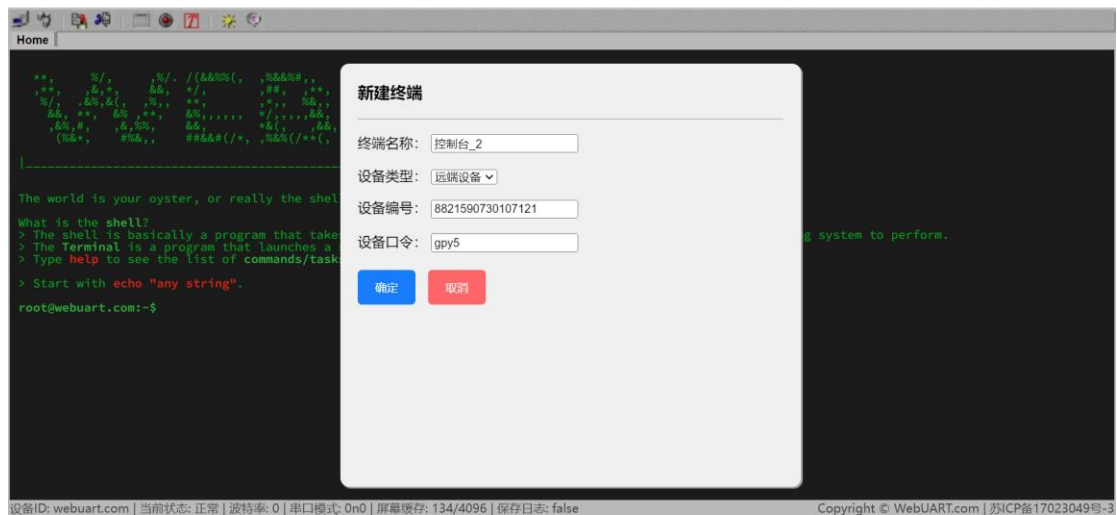 Home
新建终端
终端名称： 控制台_2
设备类型： 远端设备
设备编号： 8821590730107121
设备口令： gpy5
确定 取消
The world is your oyster, or really the shel
What is the shell?
> The shell is basically a program that take g system to perform.
> The Terminal is a program that launches a
> Type help to see the list of commands/task
> Start with echo "any string".
root@webuart.com:~$
设备ID: webuart.com | 当前状态: 正常 | 波特率: 0 | 串口模式: 0n0 | 屏幕缓存: 134/4096 | 保存日志: false Copyright © WebUART.com | 苏ICP备17023049号-3